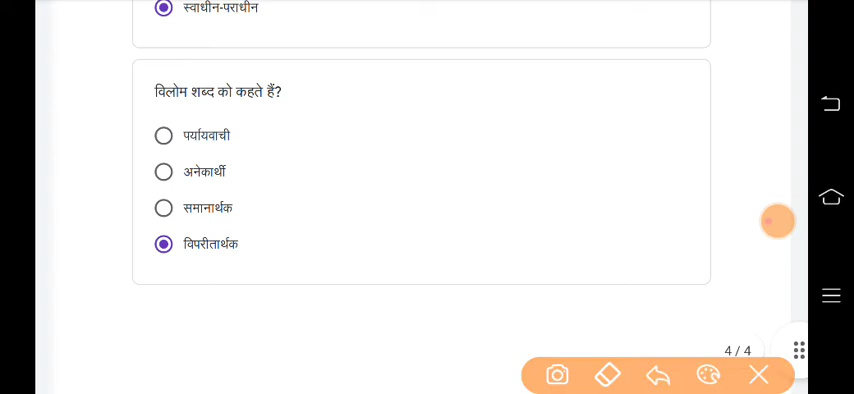 स्वाधीन-पराधीन
विलोम शब्द को कहते हैं?
पर्यायवाची
अनेकार्थी
समानार्थक
विपरीतार्थक
4 / 4